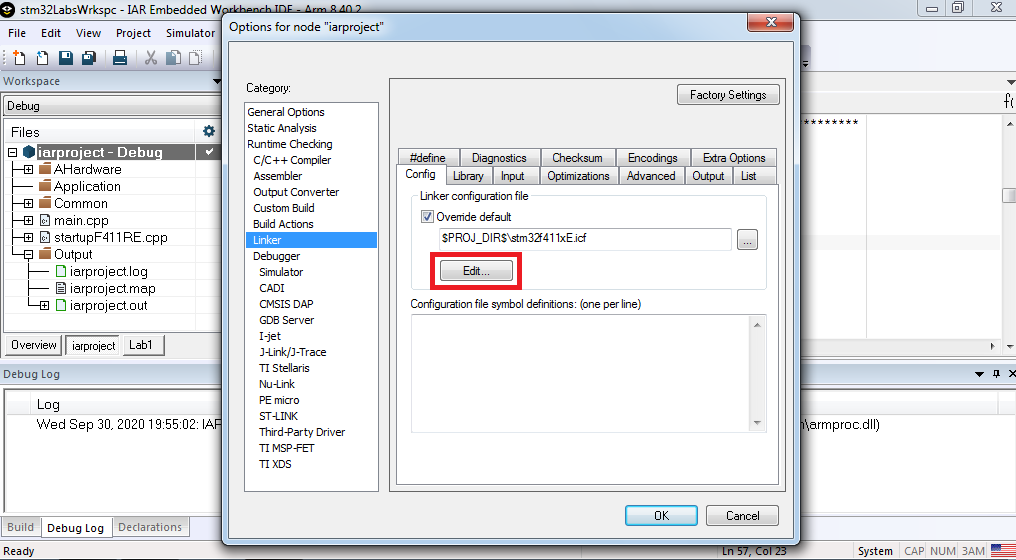 stm32LabsWrkspc - IAR Embedded Workbench IDE - Arm 8.40.2
File Edit View Project Simulator
Workspace
Debug
Files
iarproject - Debug
AHardware
Application
Common
main.cpp
startupF411RE.cpp
Output
iarproject.log
iarproject.map
iarproject.out
Overview iarproject Lab1
Options for node "iarproject"
Category:
General Options
Static Analysis
Runtime Checking
C/C++ Compiler
Assembler
Output Converter
Custom Build
Build Actions
Linker
Debugger
Simulator
CADI
CMSIS DAP
GDB Server
I-jet
J-Link/J-Trace
TI Stellaris
Nu-Link
PE micro
ST-LINK
Third-Party Driver
TI MSP-FET
TI XDS
Factory Settings
#define Diagnostics Checksum Encodings Extra Options
Config Library Input Optimizations Advanced Output List
Linker configuration file
Override default
$PROJ_DIR$\stm32f411xE.icf
...
Edit...
Configuration file symbol definitions: (one per line)
OK Cancel
*********
Debug Log
Log
Wed Sep 30, 2020 19:55:02: IAR
\armproc.dll)
Build Debug Log Declarations
Ready
Ln 57, Col 23
System CAP NUM ЗАМ